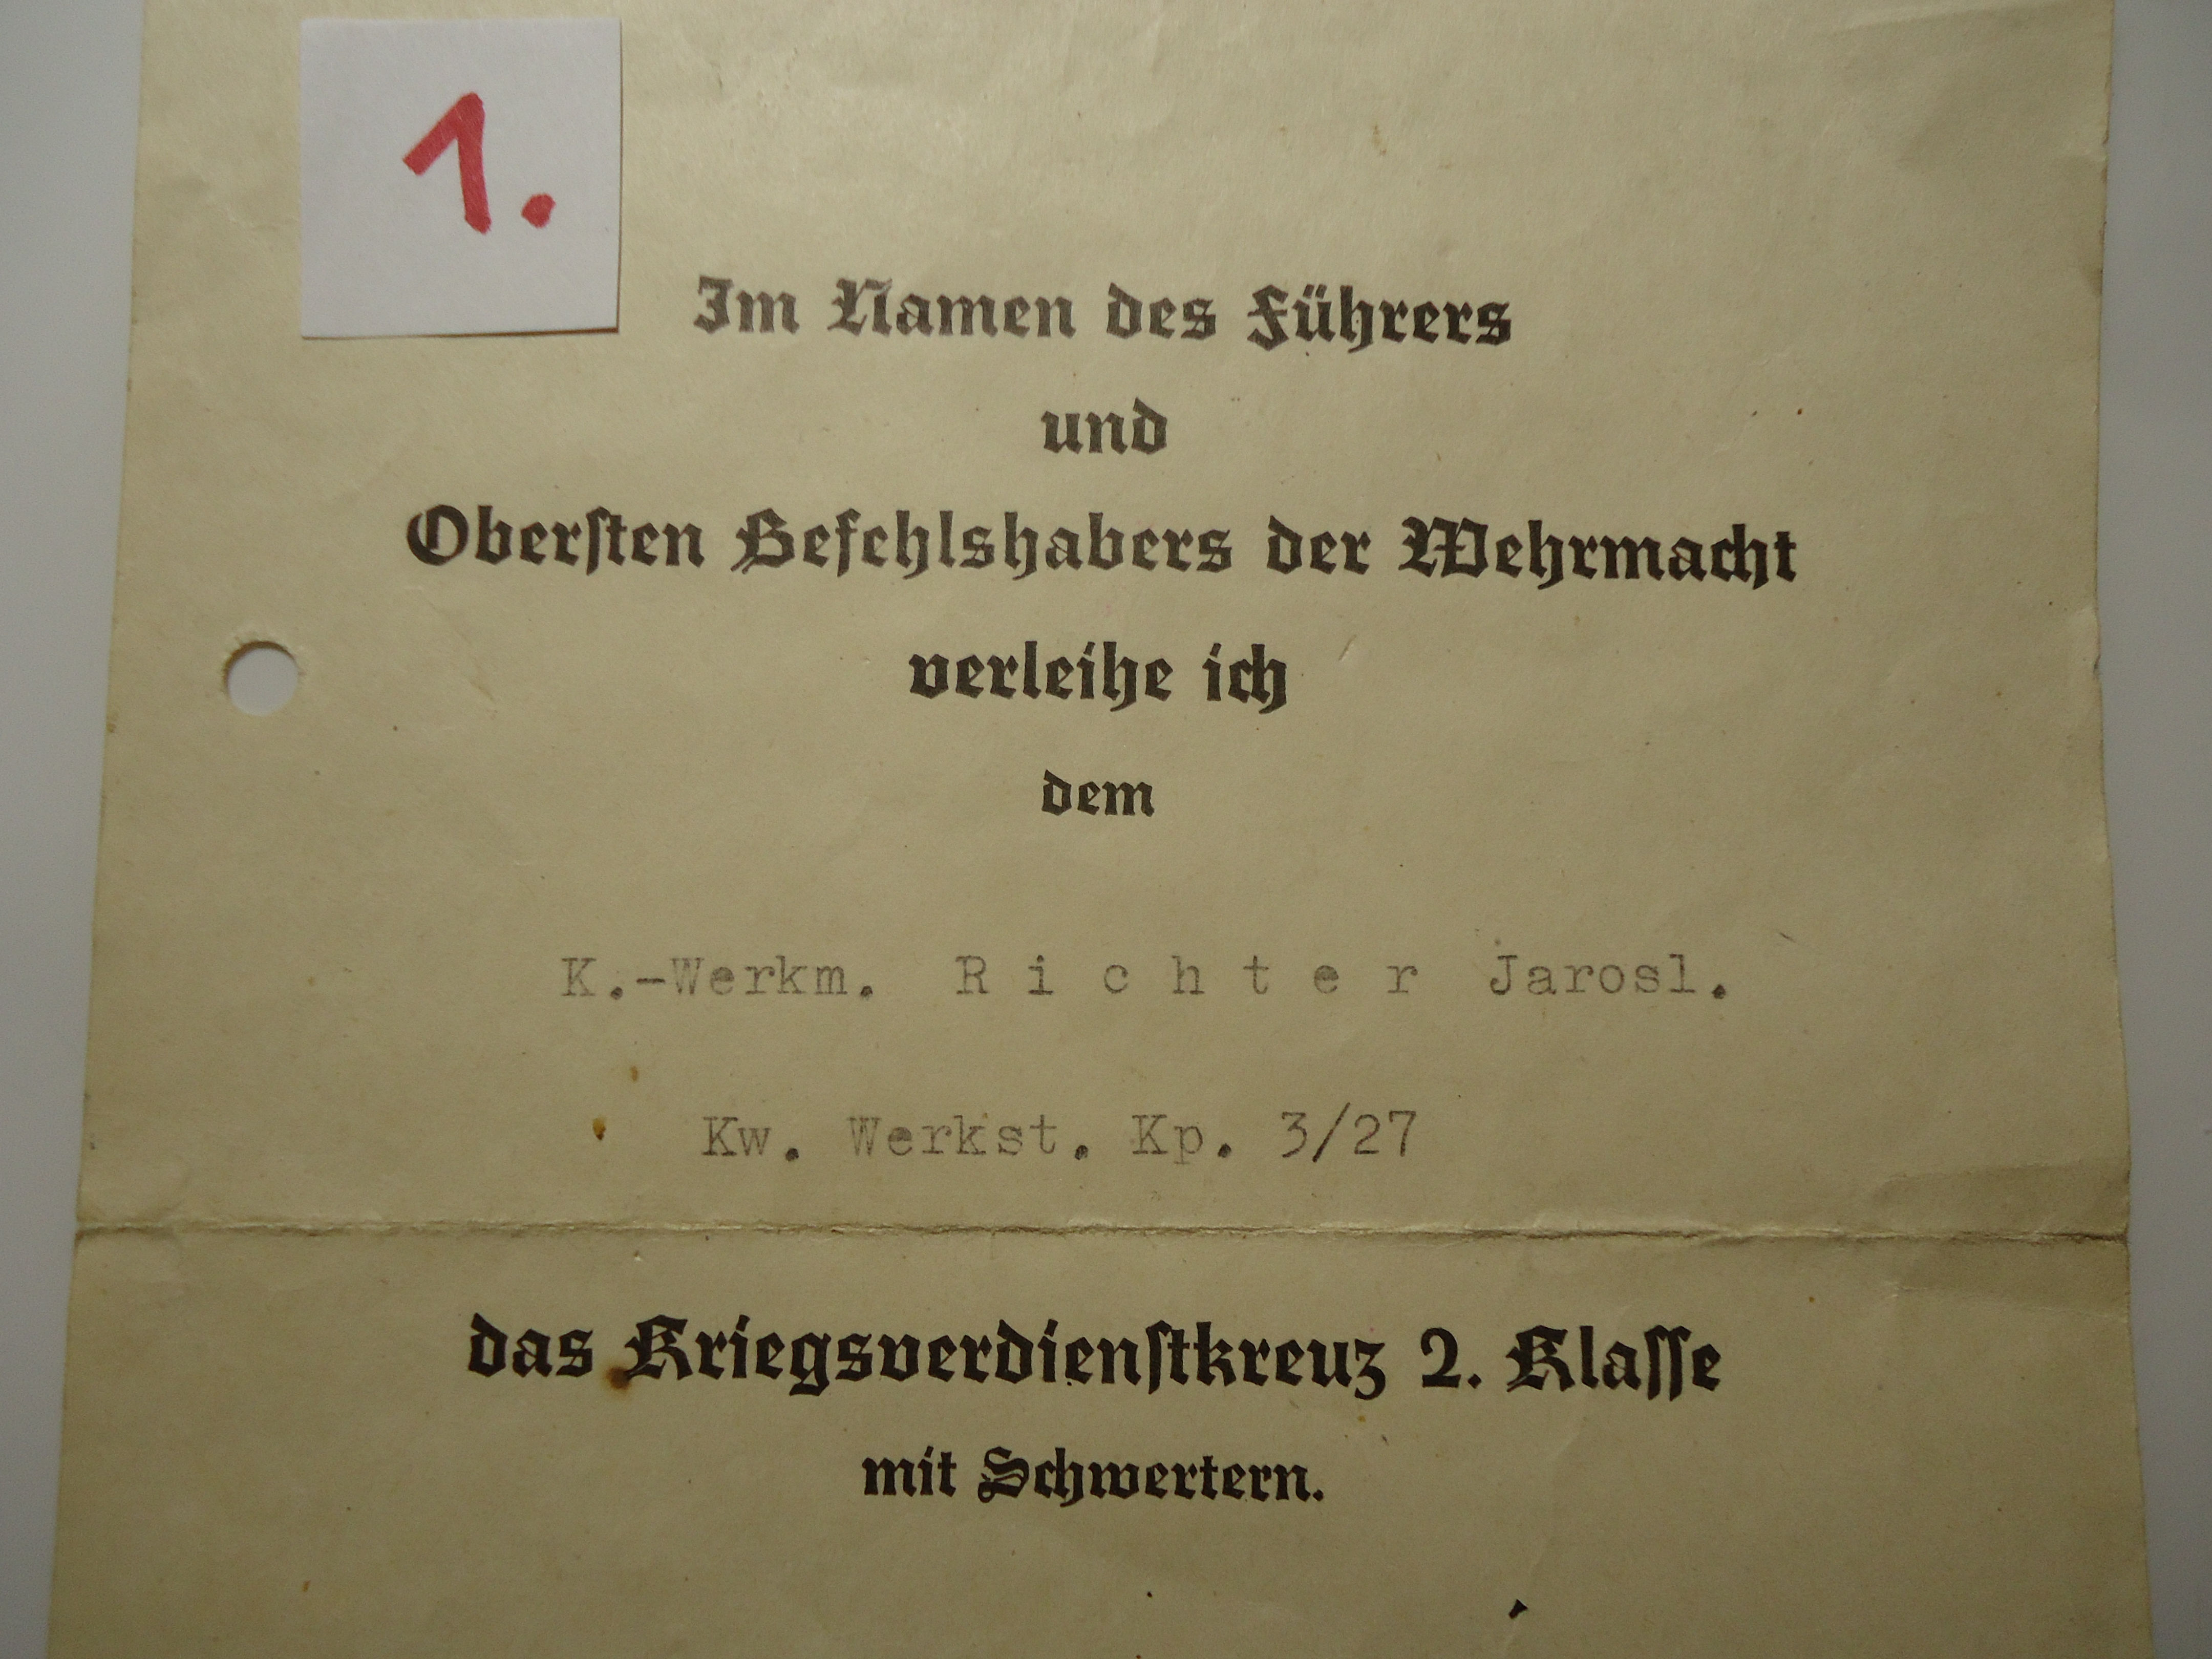 1.
Im Namen des Führers
und
Oberſten Befehlshabers der Wehrmacht
verleihe ich
dem
K.-Werkm. R i c h t e r Jarosl.
Kw. Werkst. Kp. 3/27
das Kriegsverdienſtkreuz 2. Klaſſe
mit Schwertern.